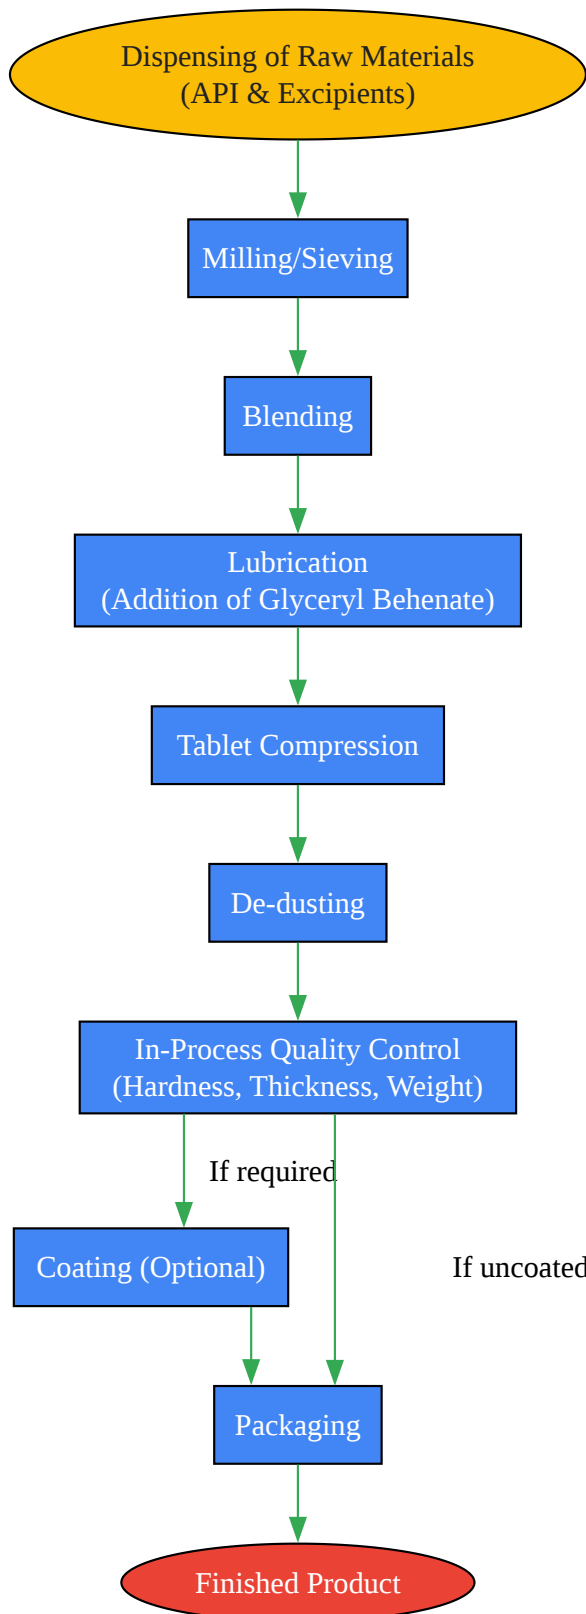 Dispensing of Raw Materials
(API & Excipients)
Milling/Sieving
Blending
Lubrication
(Addition of Glyceryl Behenate)
Tablet Compression
De-dusting
In-Process Quality Control
(Hardness, Thickness, Weight)
If required
Coating (Optional)
If uncoated
Packaging
Finished Product